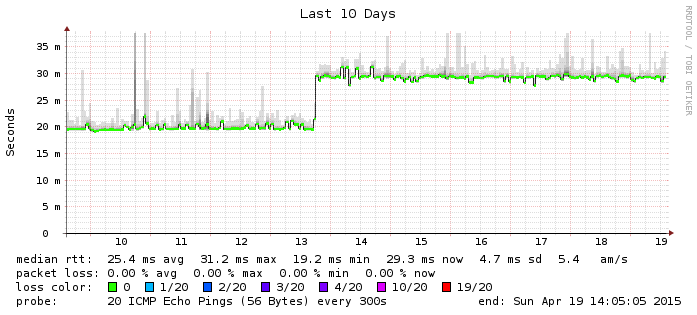 Last 10 Days
RRDTOOL / TOBI OETIKER
Seconds
35 m
30 m
25 m
20 m
15 m
10 m
5 m
0
10 11 12 13 14 15 16 17 18 19
median rtt: 25.4 ms avg 31.2 ms max 19.2 ms min 29.3 ms now 4.7 ms sd 5.4 am/s
packet loss: 0.00 % avg 0.00 % max 0.00 % min 0.00 % now
loss color: 0 1/20 2/20 3/20 4/20 10/20 19/20
probe: 20 ICMP Echo Pings (56 Bytes) every 300s end: Sun Apr 19 14:05:05 2015